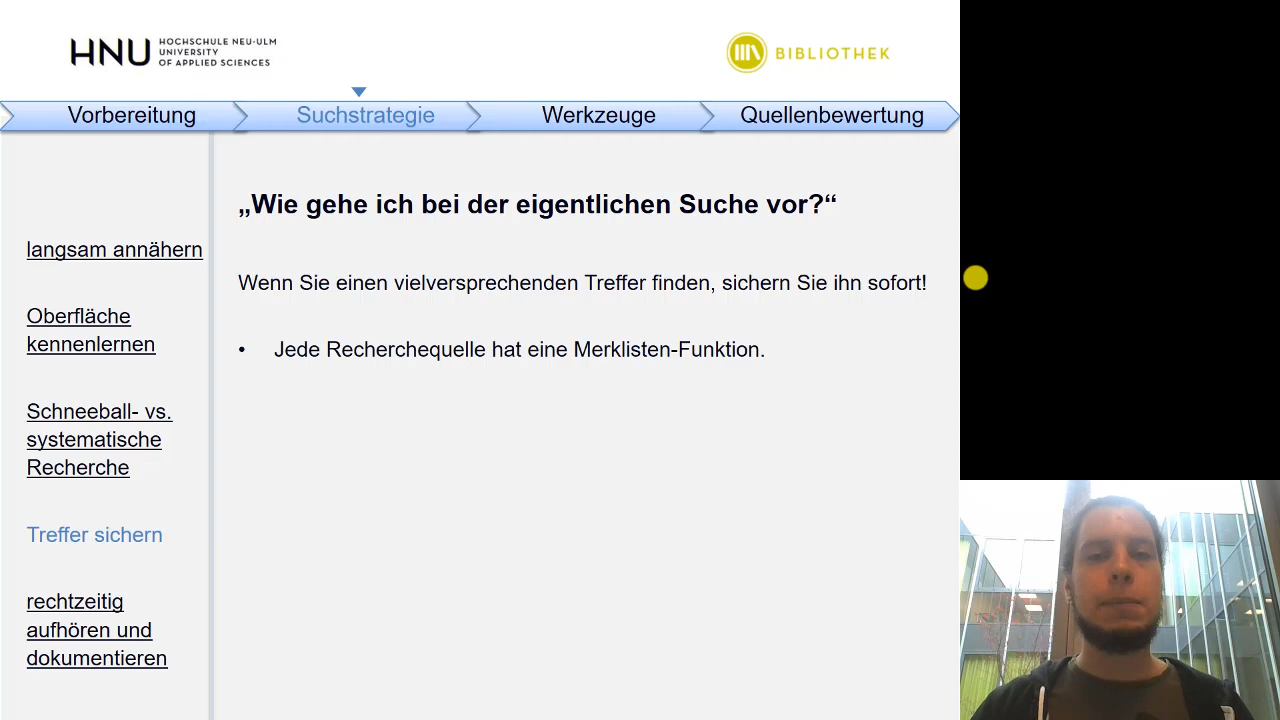 HNU
HOCHSCHULE NEU-ULM
UNIVERSITY
OF APPLIED SCIENCES
BIBLIOTHEK
Vorbereitung
Suchstrategie
Werkzeuge
Quellenbewertung
langsam annähern
Oberfläche
kennenlernen
Schneeball- vs.
systematische
Recherche
Treffer sichern
rechtzeitig
aufhören und
dokumentieren
„Wie gehe ich bei der eigentlichen Suche vor?“
Wenn Sie einen vielversprechenden Treffer finden, sichern Sie ihn sofort!
• Jede Recherchequelle hat eine Merklisten-Funktion.